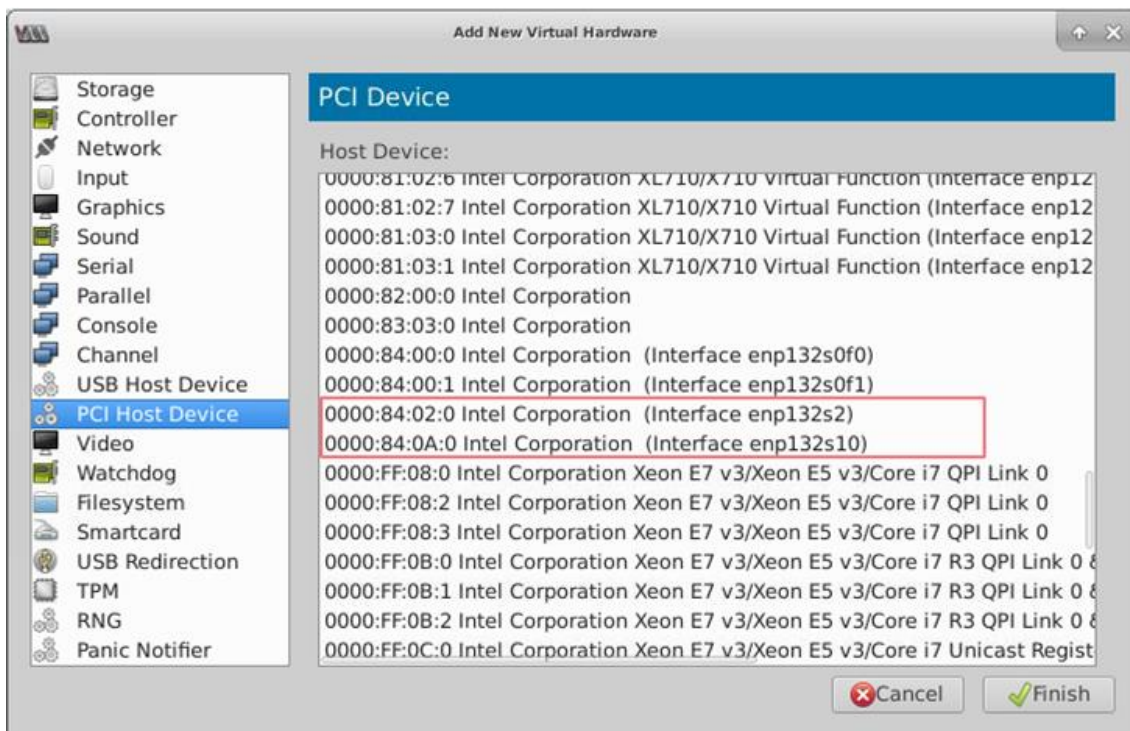 Add New Virtual Hardware
Storage
Controller
Network
Input
Graphics
Sound
Serial
Parallel
Console
Channel
USB Host Device
PCI Host Device
Video
Watchdog
Filesystem
Smartcard
USB Redirection
TPM
RNG
Panic Notifier
PCI Device
Host Device:
0000:81:02:6 Intel Corporation XL710/X710 Virtual Function (Interface enp12
0000:81:02:7 Intel Corporation XL710/X710 Virtual Function (Interface enp12
0000:81:03:0 Intel Corporation XL710/X710 Virtual Function (Interface enp12
0000:81:03:1 Intel Corporation XL710/X710 Virtual Function (Interface enp12
0000:82:00:0 Intel Corporation
0000:83:03:0 Intel Corporation
0000:84:00:0 Intel Corporation (Interface enp132s0f0)
0000:84:00:1 Intel Corporation (Interface enp132s0f1)
0000:84:02:0 Intel Corporation (Interface enp132s2)
0000:84:0A:0 Intel Corporation (Interface enp132s10)
0000:FF:08:0 Intel Corporation Xeon E7 v3/Xeon E5 v3/Core i7 QPI Link 0
0000:FF:08:2 Intel Corporation Xeon E7 v3/Xeon E5 v3/Core i7 QPI Link 0
0000:FF:08:3 Intel Corporation Xeon E7 v3/Xeon E5 v3/Core i7 QPI Link 0
0000:FF:0B:0 Intel Corporation Xeon E7 v3/Xeon E5 v3/Core i7 R3 QPI Link 0 &
0000:FF:0B:1 Intel Corporation Xeon E7 v3/Xeon E5 v3/Core i7 R3 QPI Link 0 &
0000:FF:0B:2 Intel Corporation Xeon E7 v3/Xeon E5 v3/Core i7 R3 QPI Link 0 &
0000:FF:0C:0 Intel Corporation Xeon E7 v3/Xeon E5 v3/Core i7 Unicast Regist
Cancel
Finish